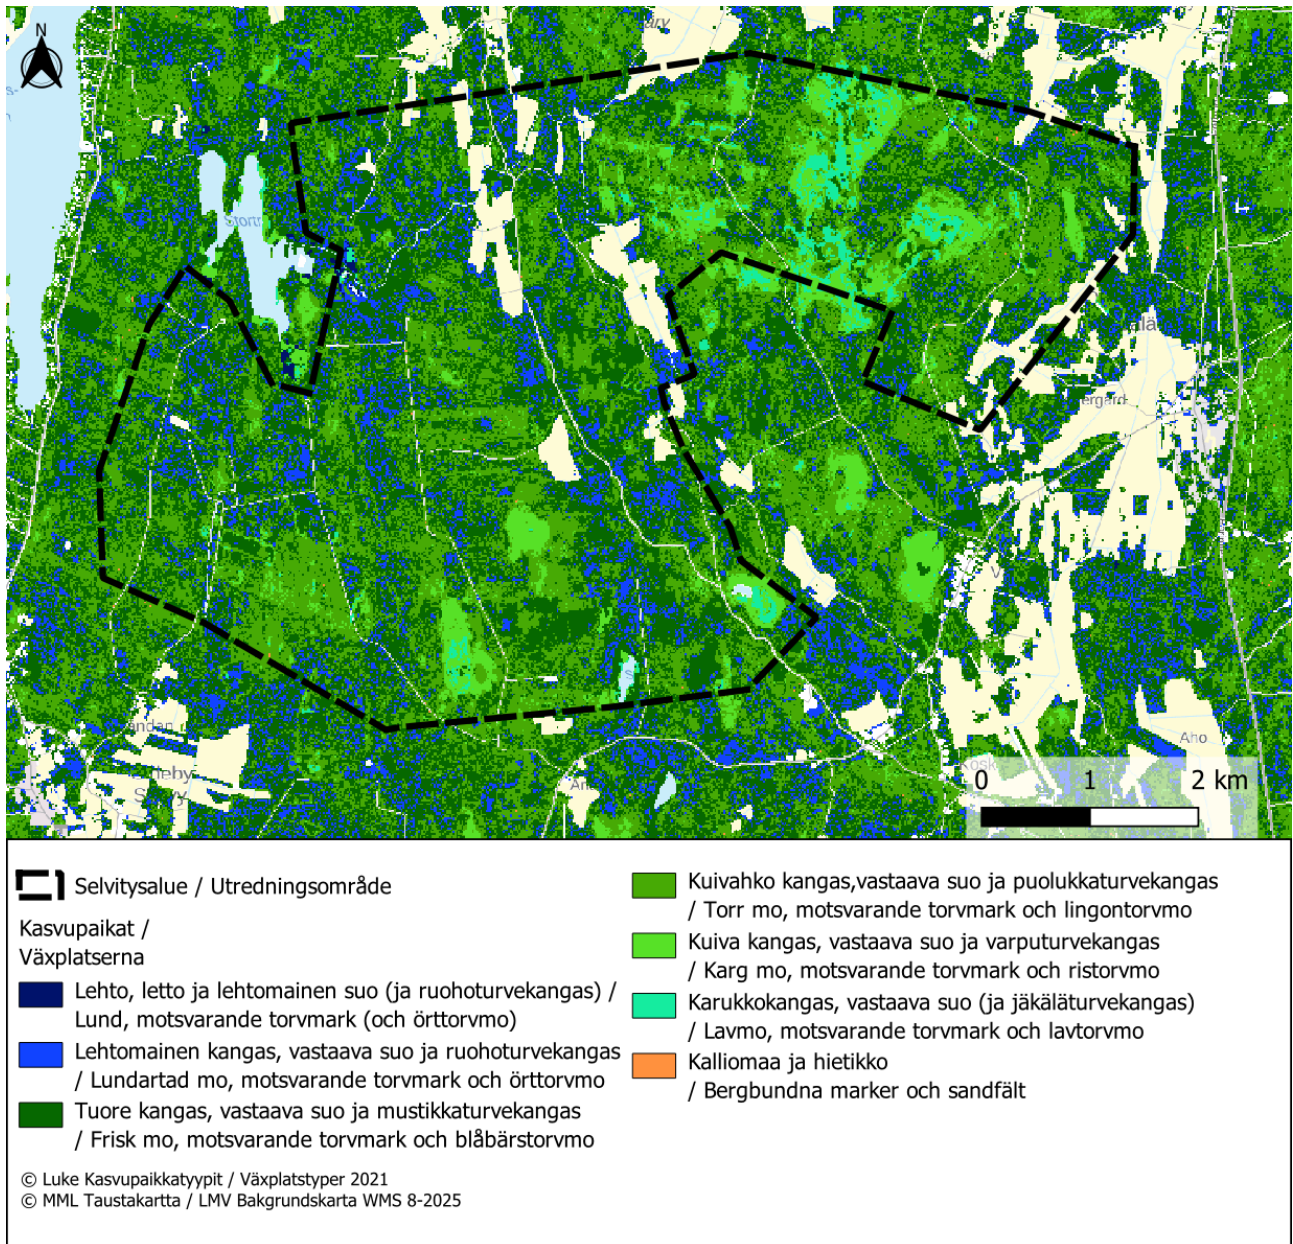 N
Stortr
ergård
Aho
0 1 2 km
Selvitysalue / Utredningsområde
Kasvupaikat /
Växplatserna
Lehto, letto ja lehtomainen suo (ja ruohoturvekangas) /
Lund, motsvarande torvmark (och örttorvmo)
Lehtomainen kangas, vastaava suo ja ruohoturvekangas
/ Lundartad mo, motsvarande torvmark och örttorvmo
Tuore kangas, vastaava suo ja mustikkaturvekangas
/ Frisk mo, motsvarande torvmark och blåbärstorvmo
Kuivahko kangas,vastaava suo ja puolukkaturvekangas
/ Torr mo, motsvarande torvmark och lingontorvmo
Kuiva kangas, vastaava suo ja varputurvekangas
/ Karg mo, motsvarande torvmark och ristorvmo
Karukkokangas, vastaava suo (ja jäkäläturvekangas)
/ Lavmo, motsvarande torvmark och lavtorvmo
Kalliomaa ja hietikko
/ Bergbundna marker och sandfält
© Luke Kasvupaikkatyypit / Växplatstyper 2021
© MML Taustakartta / LMV Bakgrundskarta WMS 8-2025